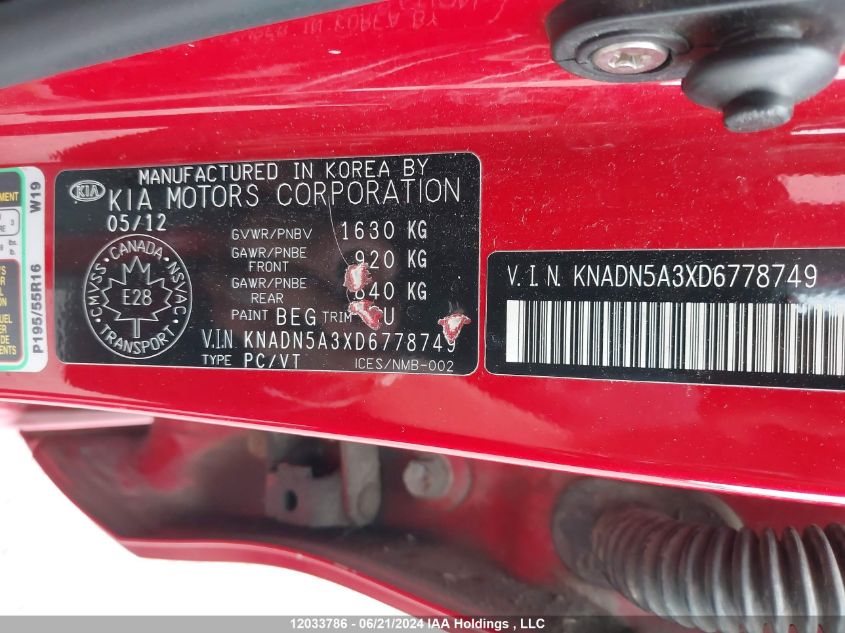 MANUFACTURED IN KOREA BY
KIA KIA MOTORS CORPORATION
05/12
GVWR/PNBV 1630 KG
GAWR/PNBE FRONT 920 KG
GAWR/PNBE REAR 840 KG
PAINT BEG TRIM U
V.I.N. KNADN5A3XD6778749
TYPE PC/VT ICES/NMB-002
CANADA NSVAC TRANSPORT CMVSS
E28
V.I.N. KNADN5A3XD6778749
P195/55R16 W19
12033786 - 06/21/2024 IAA Holdings , LLC